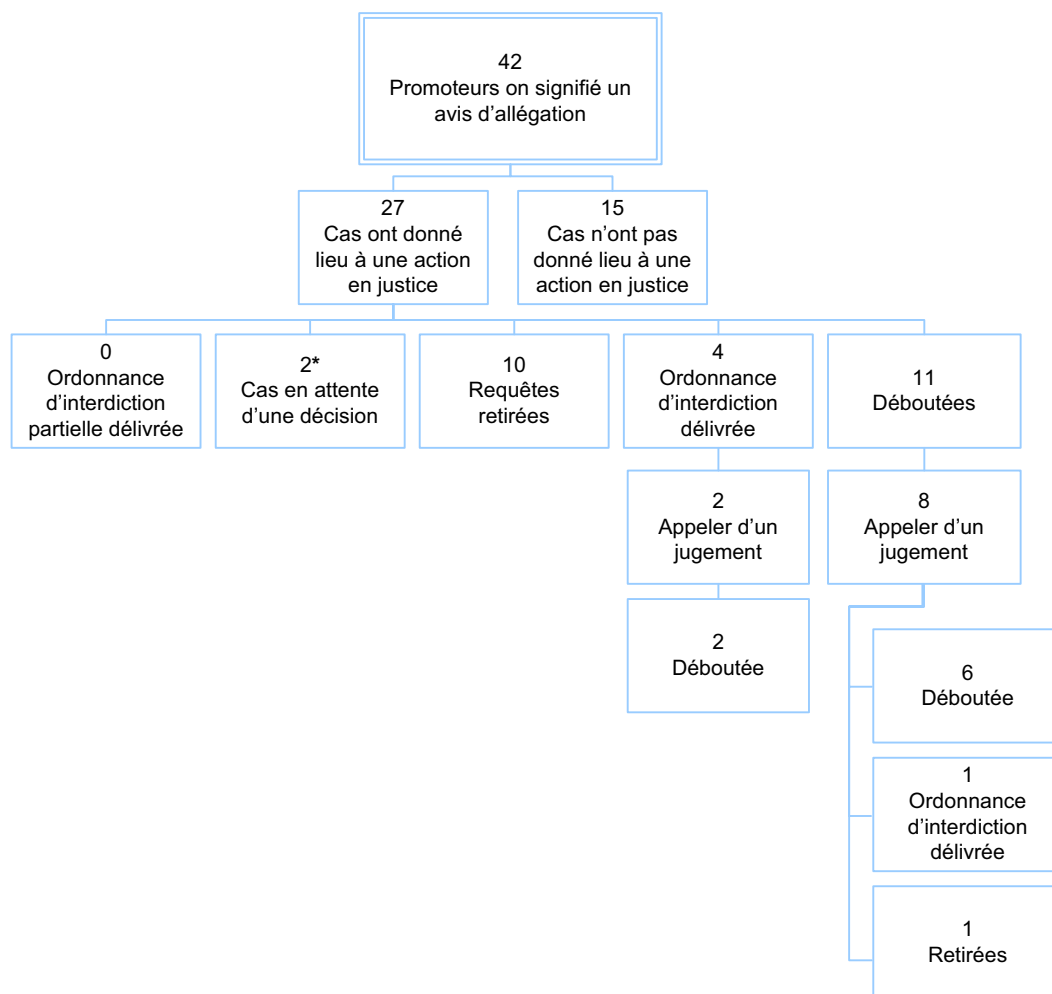 42
Promoteurs on signifié un
avis d’allégation
27
Cas ont donné
lieu à une action
en justice
15
Cas n’ont pas
donné lieu à une
action en justice
0
Ordonnance
d’interdiction
partielle délivrée
2*
Cas en attente
d’une décision
10
Requêtes
retirées
4
Ordonnance
d’interdiction
délivrée
11
Déboutées
2
Appeler d’un
jugement
8
Appeler d’un
jugement
2
Déboutée
6
Déboutée
1
Ordonnance
d’interdiction
délivrée
1
Retirées